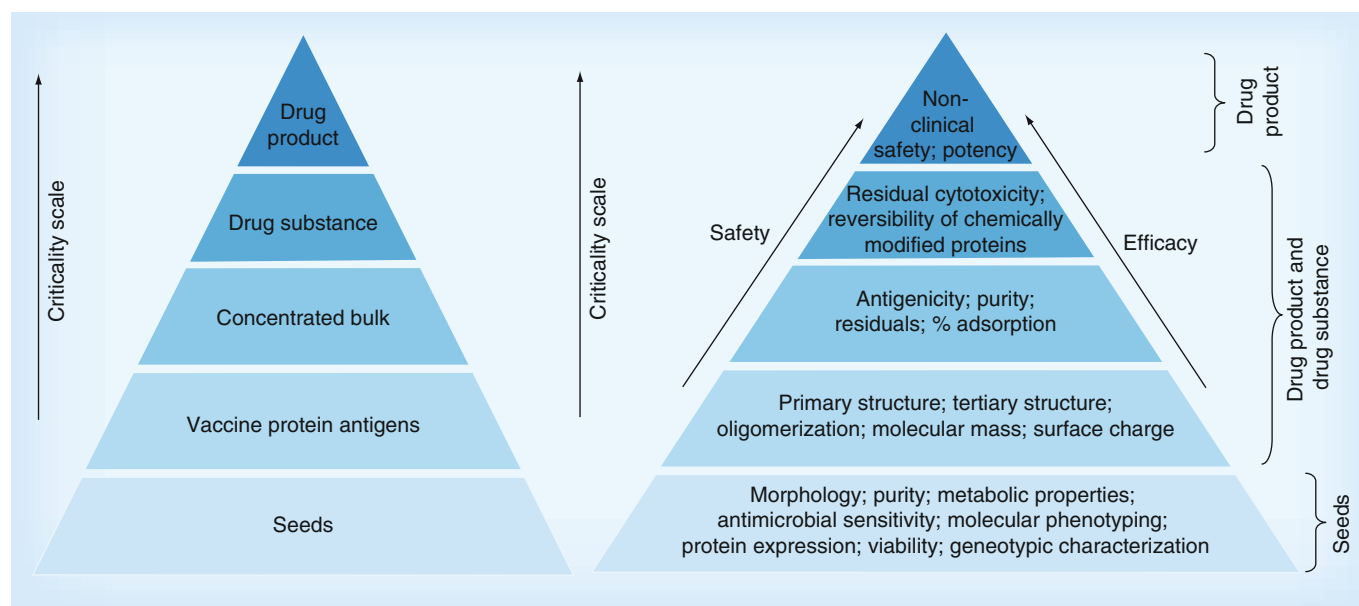 Criticality scale
Drug
product
Drug substance
Concentrated bulk
Vaccine protein antigens
Seeds
Criticality scale
Safety
Efficacy
Non-
clinical
safety; potency
Residual cytotoxicity;
reversibility of chemically
modified proteins
Antigenicity; purity;
residuals; % adsorption
Primary structure; tertiary structure;
oligomerization; molecular mass; surface charge
Morphology; purity; metabolic properties;
antimicrobial sensitivity; molecular phenotyping;
protein expression; viability; geneotypic characterization
Drug
product
Drug product and
drug substance
Seeds